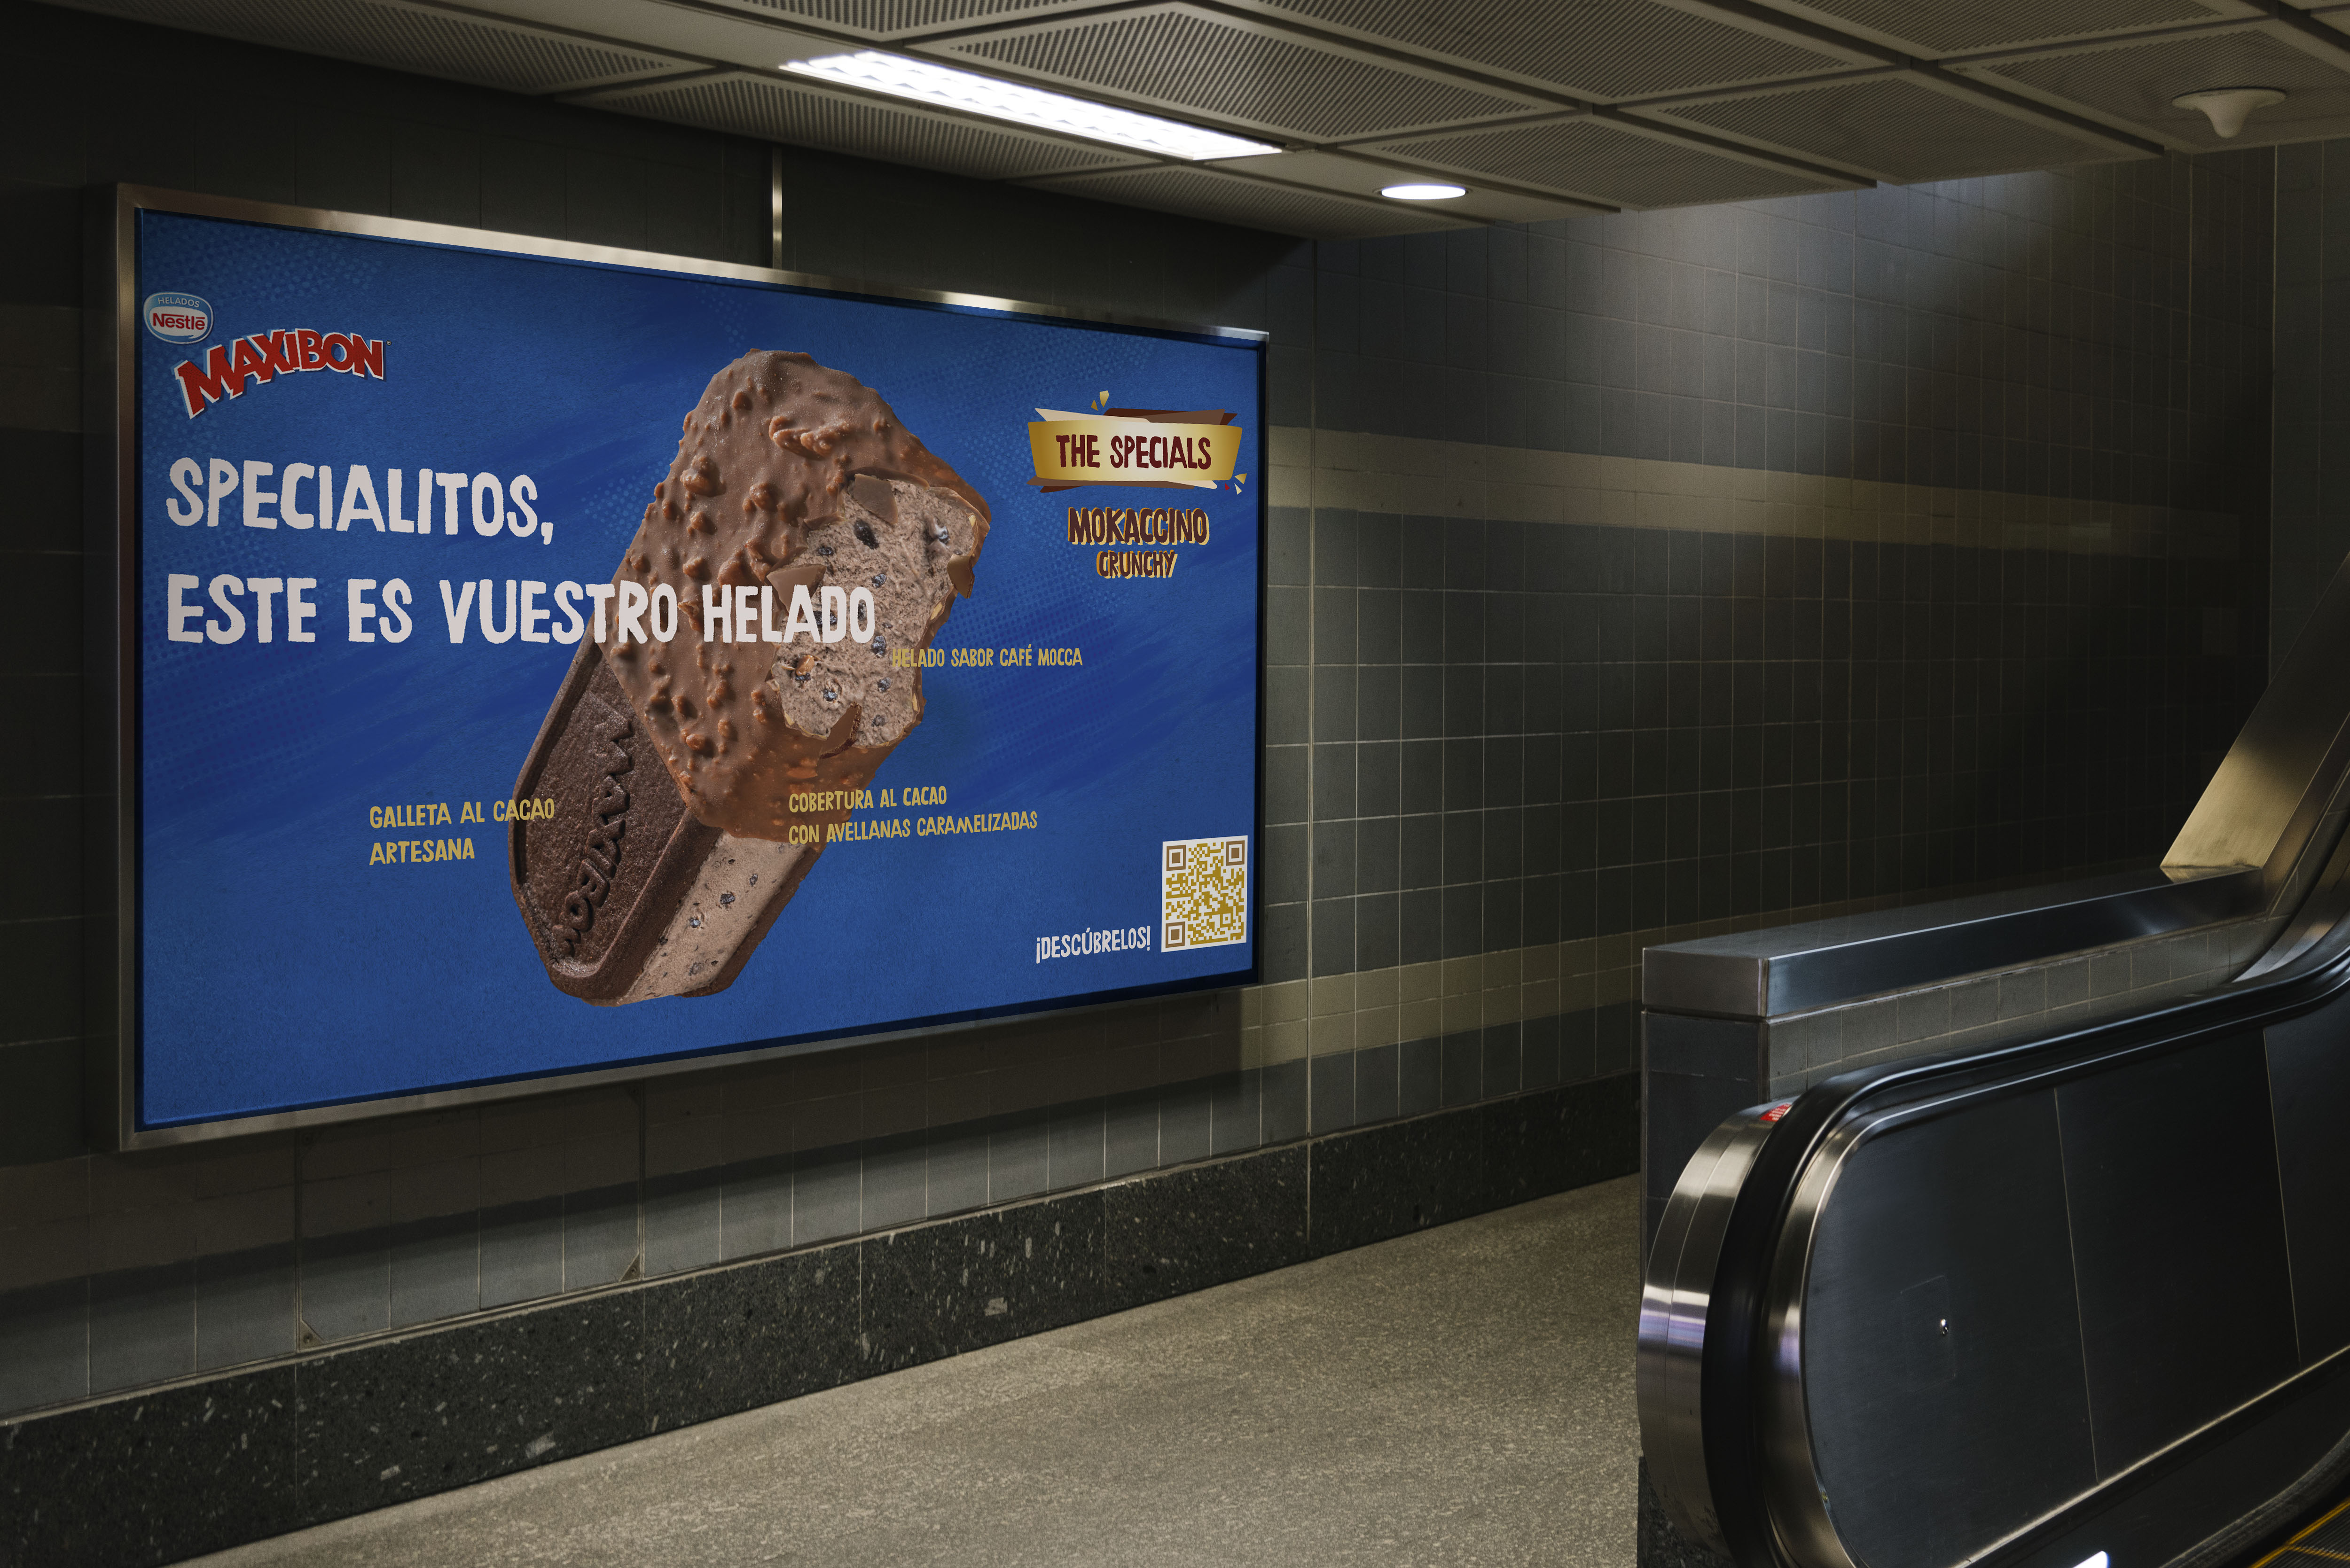 HELADOS
Nestlé
MAXIBON
SPECIALITOS,
ESTE ES VUESTRO HELADO
THE SPECIALS
MOKACCINO
CRUNCHY
HELADO SABOR CAFÉ MOCCA
GALLETA AL CACAO
ARTESANA
COBERTURA AL CACAO
CON AVELLANAS CARAMELIZADAS
MAXIBON
MAXIBON
¡DESCÚBRELOS!